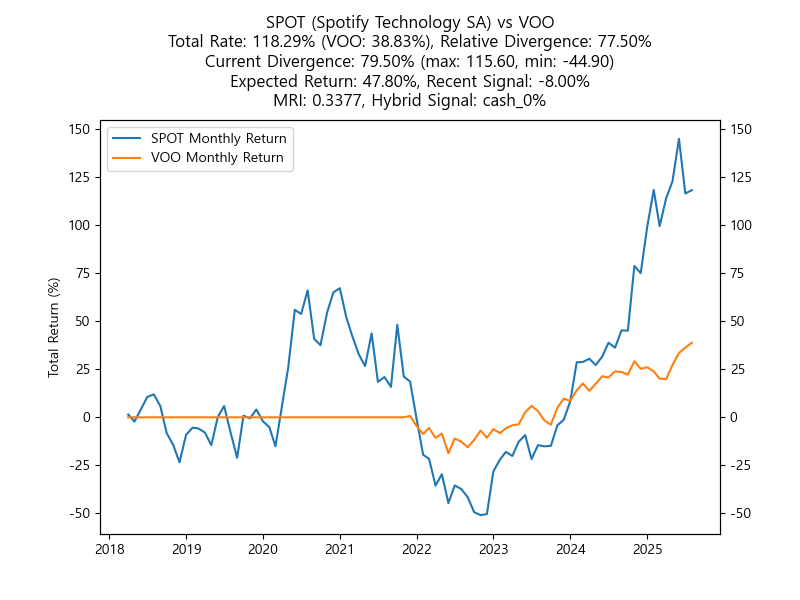 SPOT (Spotify Technology SA) vs VOO
Total Rate: 118.29% (VOO: 38.83%), Relative Divergence: 77.50%
Current Divergence: 79.50% (max: 115.60, min: -44.90)
Expected Return: 47.80%, Recent Signal: -8.00%
MRI: 0.3377, Hybrid Signal: cash_0%
SPOT Monthly Return
VOO Monthly Return
Total Return (%)
150
125
100
75
50
25
0
-25
-50
150
125
100
75
50
25
0
-25
-50
2018 2019 2020 2021 2022 2023 2024 2025